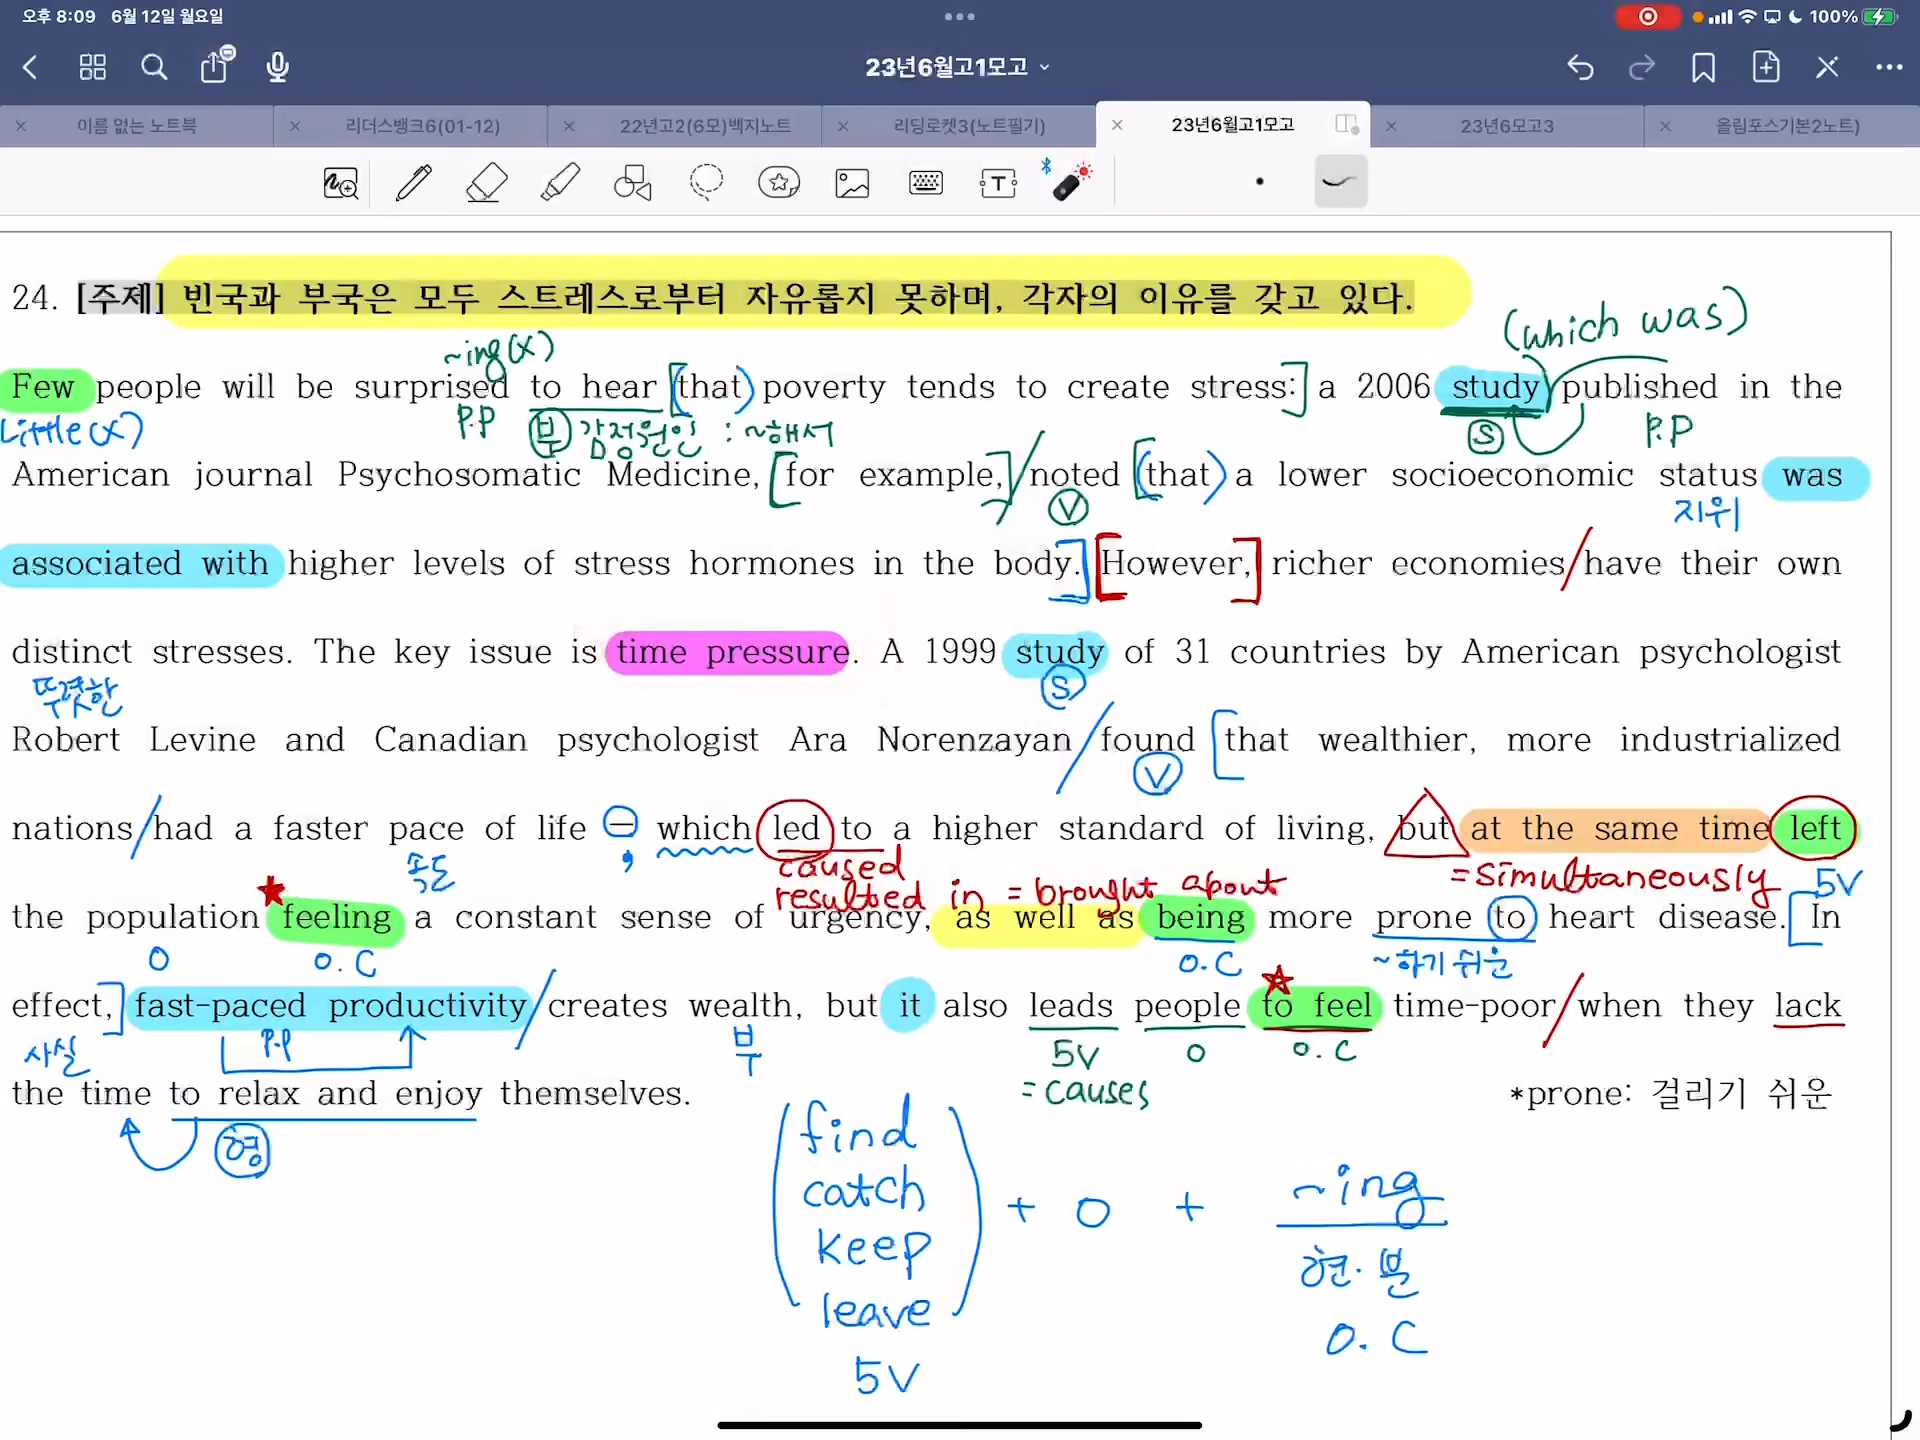 오후 8:09 6월 12일 월요일
100%
23년6월고1모고
이름 없는 노트북
리더스뱅크6(01-12)
22년고2(6모)백지노트
리딩로켓3(노트필기)
23년6월고1모고
23년6모고3
올림포스기본2노트)
24. [주제] 빈국과 부국은 모두 스트레스로부터 자유롭지 못하며, 각자의 이유를 갖고 있다.
(which was)
~ing(x)
Few people will be surprised to hear [(that) poverty tends to create stress:] a 2006 study published in the
Little(x) P.P 부 감정원인 : ~해서 S P.P
American journal Psychosomatic Medicine, [for example,] / noted [(that) a lower socioeconomic status was
V 지위
associated with higher levels of stress hormones in the body.] [However,] richer economies / have their own
distinct stresses. The key issue is time pressure. A 1999 study of 31 countries by American psychologist
뚜렷한 S
Robert Levine and Canadian psychologist Ara Norenzayan / found [that wealthier, more industrialized
V
nations / had a faster pace of life – which led to a higher standard of living, but at the same time left
속도 , caused = simultaneously 5V
resulted in = brought about
the population feeling a constant sense of urgency, as well as being more prone to heart disease. [In
O O.C O.C ~하기 쉬운
effect,] fast-paced productivity / creates wealth, but it also leads people to feel time-poor / when they lack
사실 P.P 부 5V O O.C
= causes
the time to relax and enjoy themselves. *prone: 걸리기 쉬운
형
find
catch
keep
leave
5V
+ O + ~ing
현·분
O.C